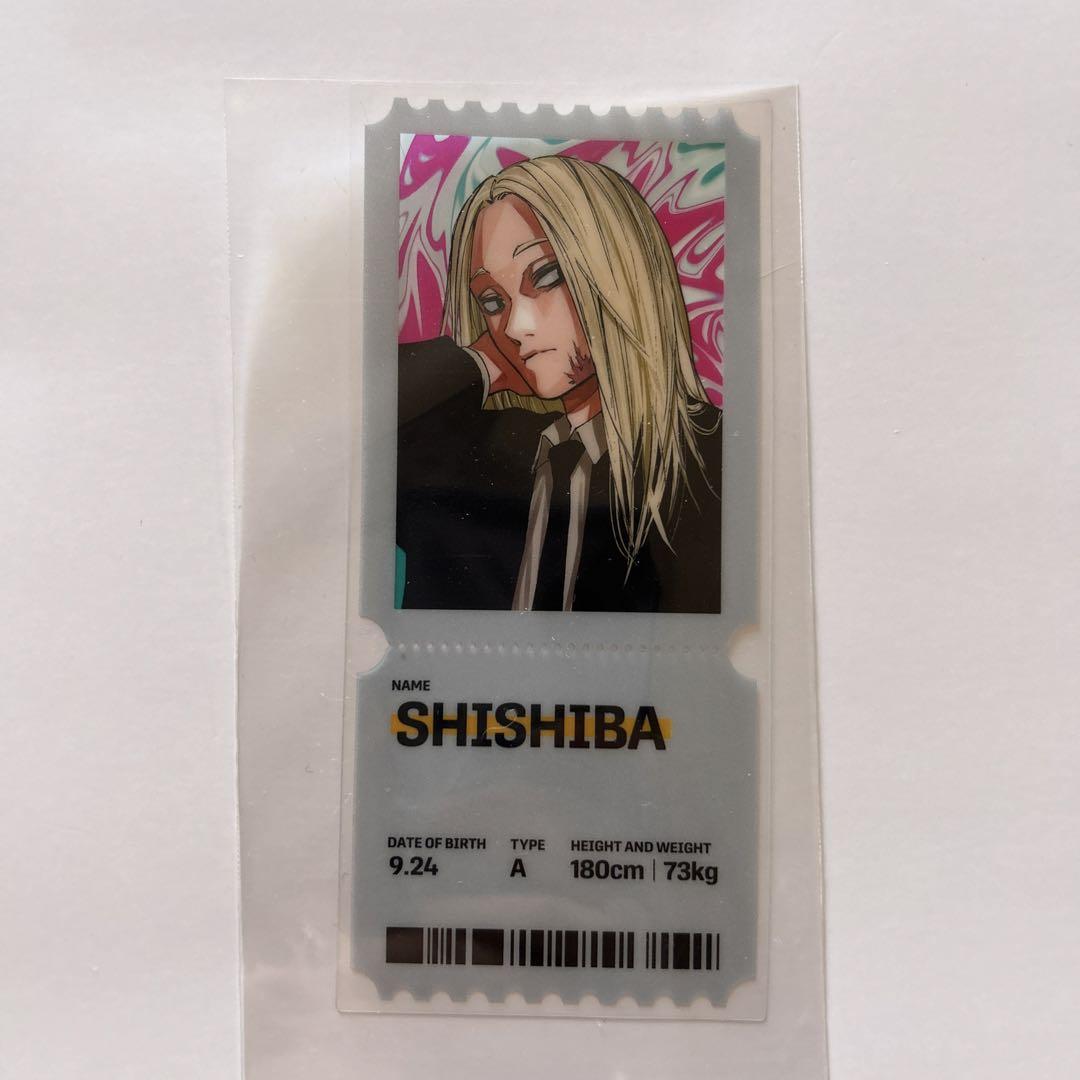 NAME
SHISHIBA
DATE OF BIRTH TYPE HEIGHT AND WEIGHT
9.24 A 180cm | 73kg